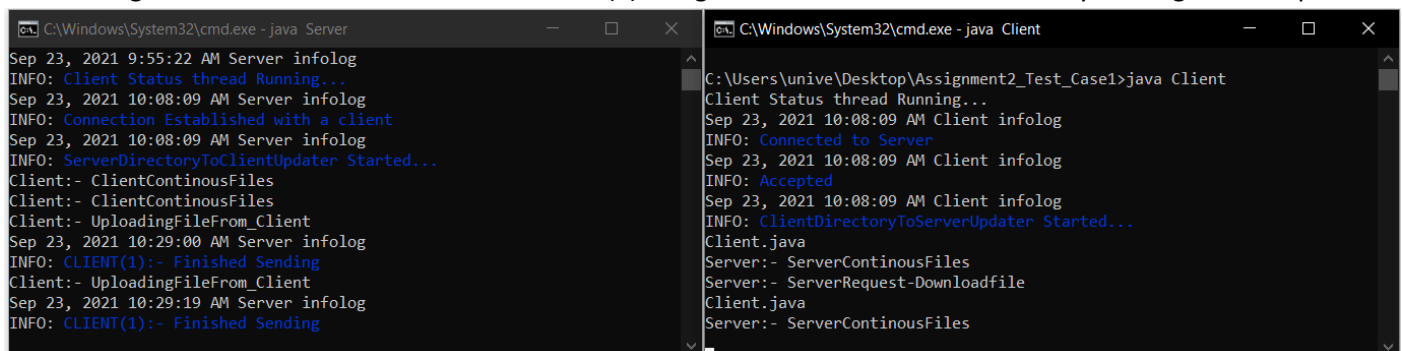 C:\Windows\System32\cmd.exe - java Server
Sep 23, 2021 9:55:22 AM Server infolog
INFO: Client Status thread Running...
Sep 23, 2021 10:08:09 AM Server infolog
INFO: Connection Established with a client
Sep 23, 2021 10:08:09 AM Server infolog
INFO: ServerDirectoryToClientUpdater Started...
Client:- ClientContinousFiles
Client:- ClientContinousFiles
Client:- UploadingFileFrom_Client
Sep 23, 2021 10:29:00 AM Server infolog
INFO: CLIENT(1):- Finished Sending
Client:- UploadingFileFrom_Client
Sep 23, 2021 10:29:19 AM Server infolog
INFO: CLIENT(1):- Finished Sending
C:\Windows\System32\cmd.exe - java Client
C:\Users\unive\Desktop\Assignment2_Test_Case1>java Client
Client Status thread Running...
Sep 23, 2021 10:08:09 AM Client infolog
INFO: Connected to Server
Sep 23, 2021 10:08:09 AM Client infolog
INFO: Accepted
Sep 23, 2021 10:08:09 AM Client infolog
INFO: ClientDirectoryToServerUpdater Started...
Client.java
Server:- ServerContinousFiles
Server:- ServerRequest-Downloadfile
Client.java
Server:- ServerContinousFiles